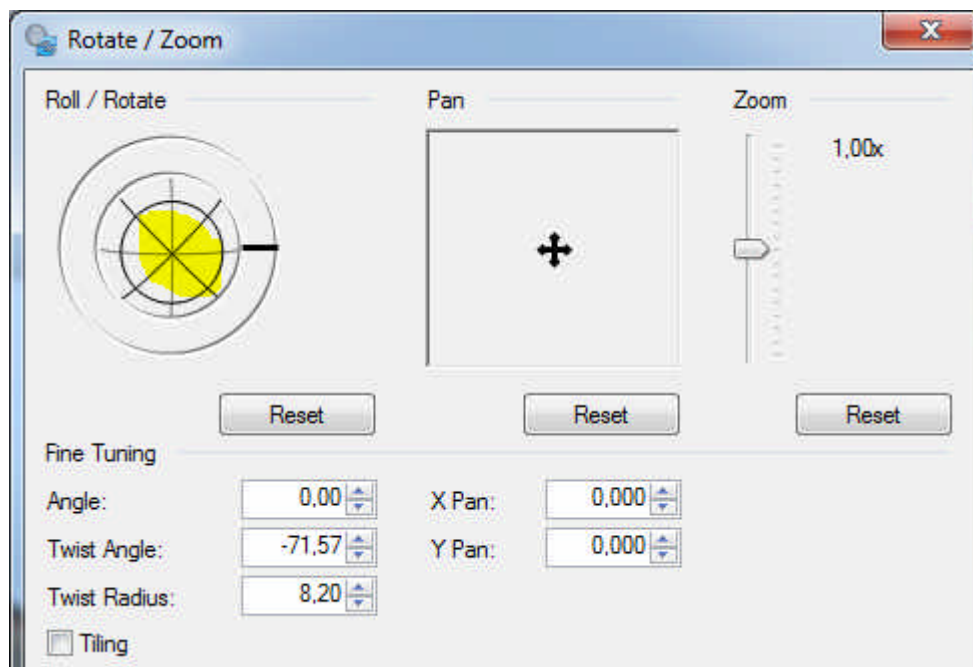 Rotate / Zoom
Roll / Rotate Pan Zoom
1,00x
Reset Reset Reset
Fine Tuning
Angle: 0,00 X Pan: 0,000
Twist Angle: -71,57 Y Pan: 0,000
Twist Radius: 8,20
Tiling